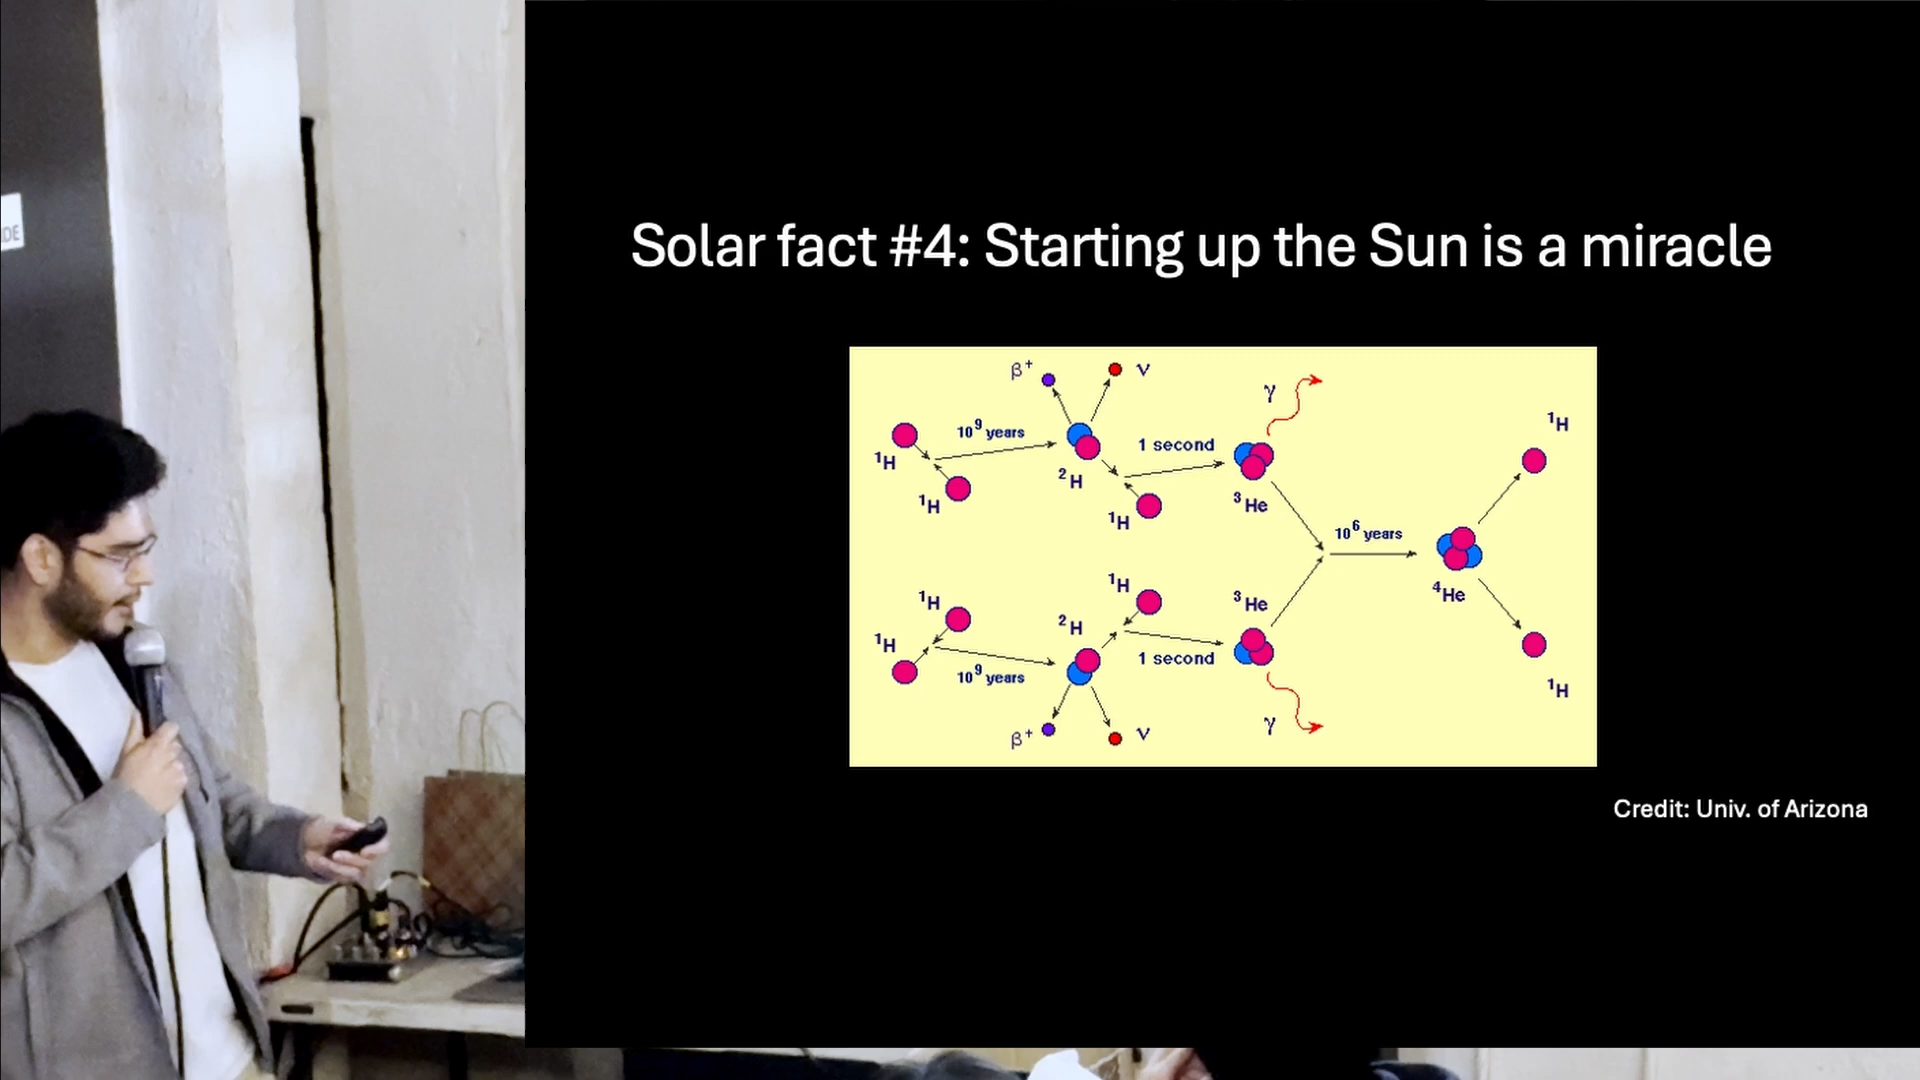 IDE
Solar fact #4: Starting up the Sun is a miracle
β⁺ ν
γ
¹H
10⁹ years
1 second
¹H
²H
¹H
¹H
³He
10⁶ years
¹H
³He
⁴He
¹H
²H
¹H
10⁹ years
1 second
¹H
β⁺ ν
γ
Credit: Univ. of Arizona